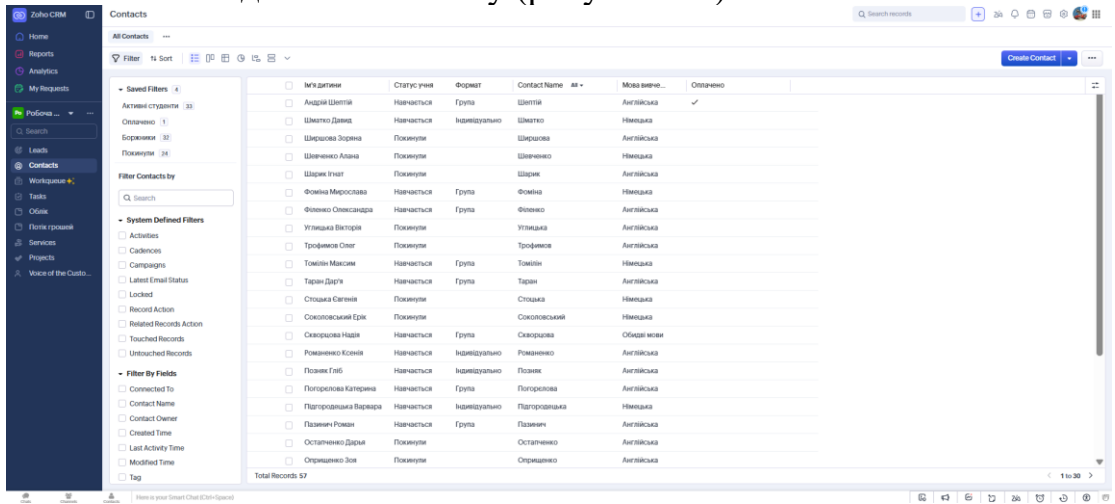 Zoho CRM
Contacts
Search records
Home
Reports
Analytics
My Requests
Робоча ...
Search
Leads
Contacts
Workqueue
Tasks
Облік
Потік грошей
Services
Projects
Voice of the Custo...
All Contacts ...
Filter Sort
Create Contact
Saved Filters 4
Активні студенти 33
Оплачено 1
Боржники 32
Покинули 24
Filter Contacts by
Search
System Defined Filters
Activities
Cadences
Campaigns
Latest Email Status
Locked
Record Action
Related Records Action
Touched Records
Untouched Records
Filter By Fields
Connected To
Contact Name
Contact Owner
Created Time
Last Activity Time
Modified Time
Tag
Ім'я дитини Статус учня Формат Contact Name All Мова вивче... Оплачено
Андрій Шептій Навчається Група Шептій Англійська ✓
Шматко Давид Навчається Індивідуально Шматко Німецька
Ширшова Зоряна Покинули Ширшова Англійська
Шевченко Алана Покинули Шевченко Німецька
Шарик Ігнат Покинули Шарик Англійська
Фоміна Мирослава Навчається Група Фоміна Німецька
Філенко Олександра Навчається Група Філенко Англійська
Углицька Вікторія Покинули Углицька Англійська
Трофимов Олег Покинули Трофимов Англійська
Томілін Максим Навчається Група Томілін Німецька
Таран Дар'я Навчається Група Таран Англійська
Стоцька Євгенія Покинули Стоцька Німецька
Соколовський Ерік Покинули Соколовський Німецька
Скворцова Надія Навчається Група Скворцова Обидві мови
Романенко Ксенія Навчається Індивідуально Романенко Англійська
Позняк Гліб Навчається Індивідуально Позняк Англійська
Погорєлова Катерина Навчається Група Погорєлова Англійська
Підгородецька Варвара Навчається Індивідуально Підгородецька Німецька
Пазинич Роман Навчається Група Пазинич Англійська
Остапченко Дарья Покинули Остапченко Англійська
Оприщенко Зоя Покинули Оприщенко Англійська
Total Records 57
1 to 30
Chats Channels Contacts Here is your Smart Chat (Ctrl+Space)